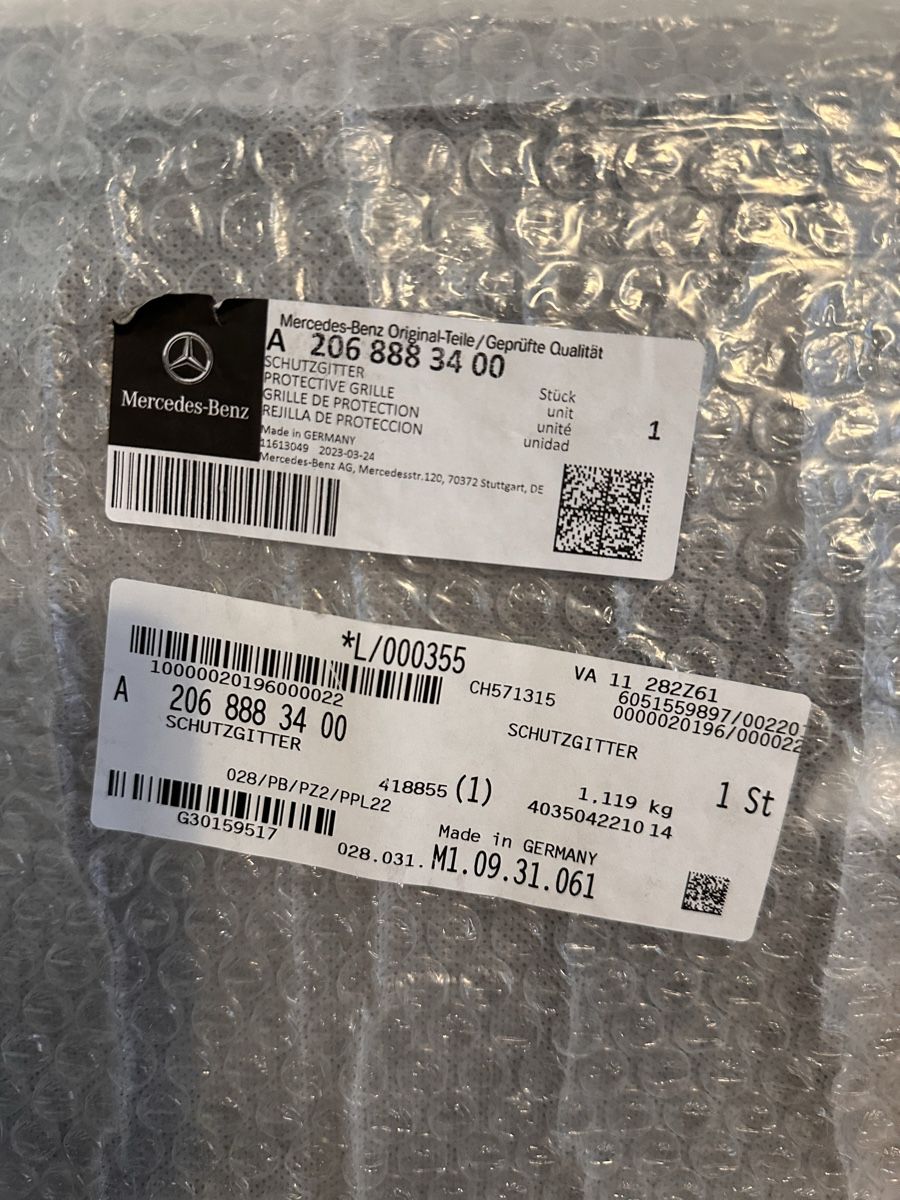 Mercedes-Benz
Mercedes-Benz Original-Teile/Geprüfte Qualität
A 206 888 34 00
SCHUTZGITTER
PROTECTIVE GRILLE
GRILLE DE PROTECTION
REJILLA DE PROTECCION
Stück
unit
unité
unidad
1
Made in GERMANY
11613049 2023-03-24
Mercedes-Benz AG, Mercedesstr.120, 70372 Stuttgart, DE
*L/000355
VA 11 282Z61
10000020196000022
CH571315
6051559897/00220
0000020196/000022
A 206 888 34 00
SCHUTZGITTER
SCHUTZGITTER
028/PB/PZ2/PPL22
418855 (1)
1,119 kg
1 St
4035042210 14
G30159517
Made in GERMANY
028.031. M1.09.31.061